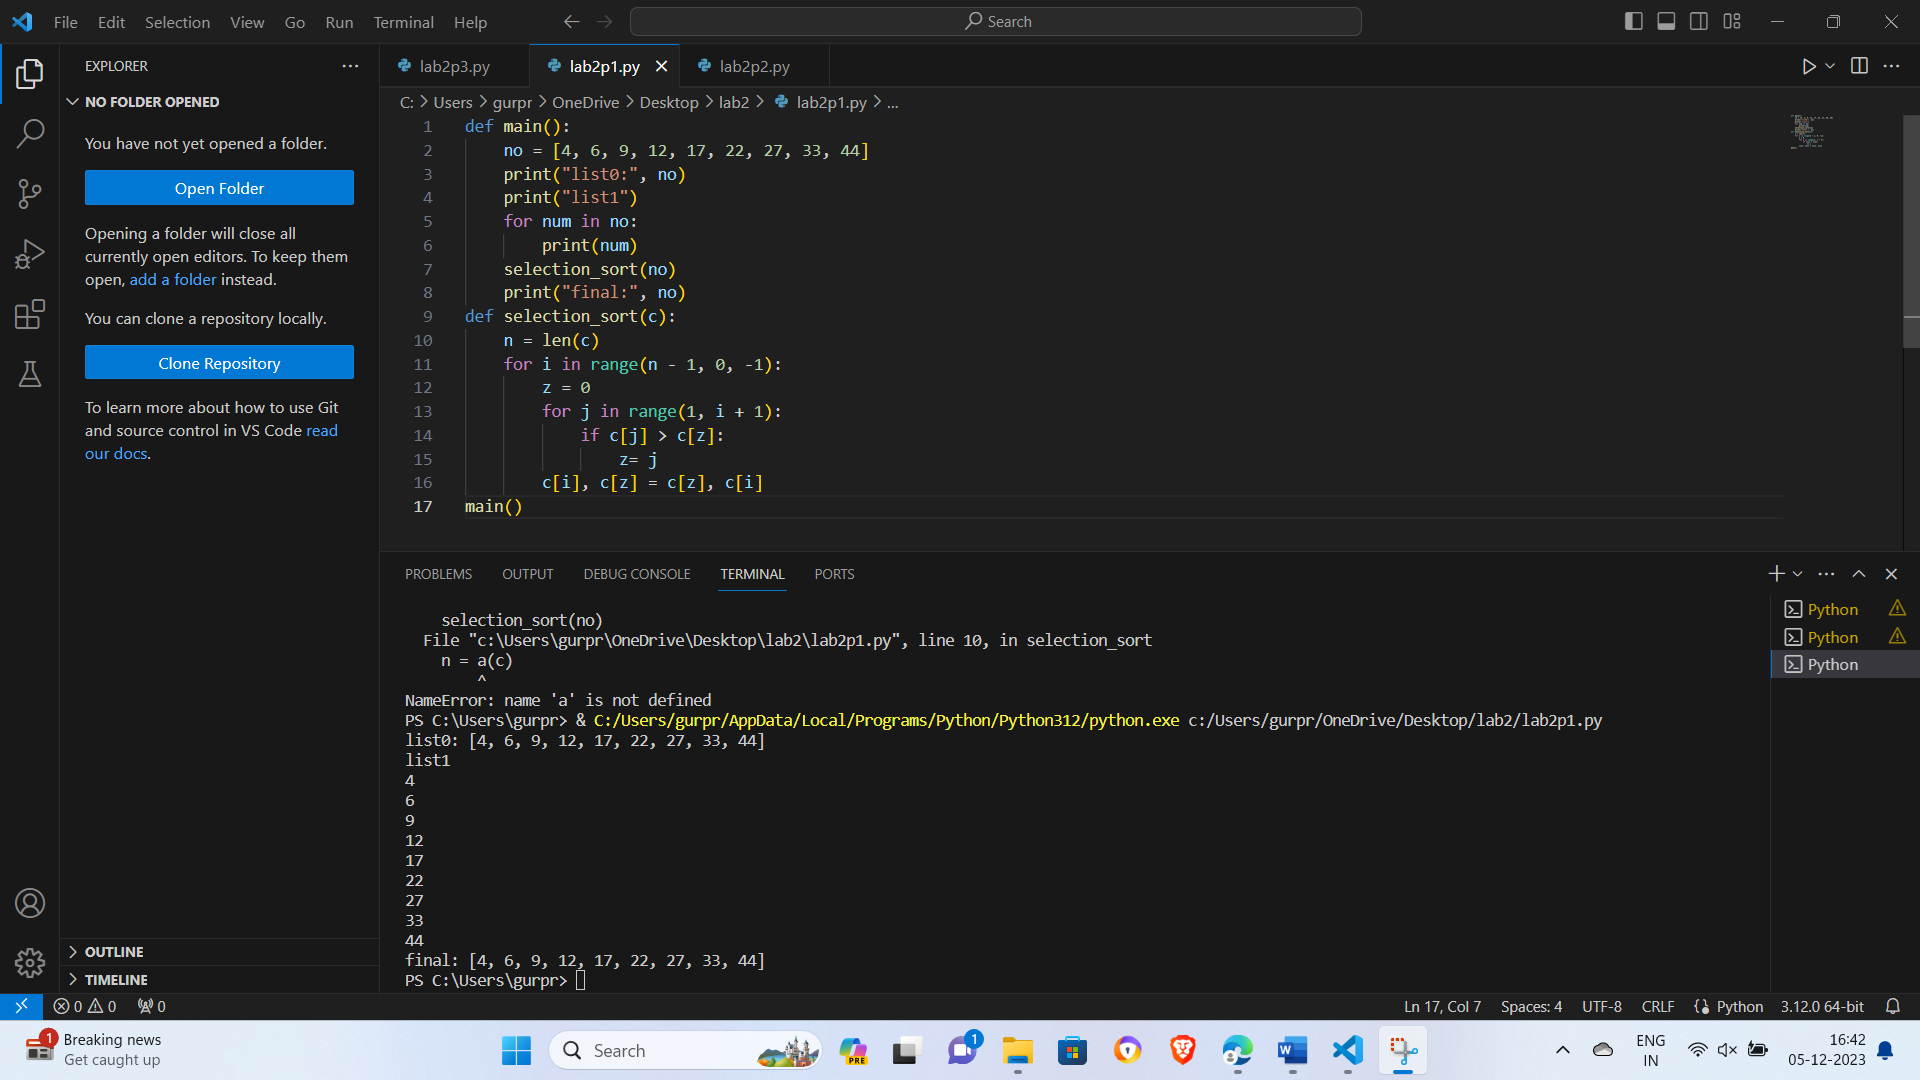 File Edit Selection View Go Run Terminal Help
Search
EXPLORER
NO FOLDER OPENED
You have not yet opened a folder.
Open Folder
Opening a folder will close all
currently open editors. To keep them
open, add a folder instead.
You can clone a repository locally.
Clone Repository
To learn more about how to use Git
and source control in VS Code read
our docs.
OUTLINE
TIMELINE
lab2p3.py lab2p1.py lab2p2.py
C: > Users > gurpr > OneDrive > Desktop > lab2 > lab2p1.py > ...
1 def main():
2     no = [4, 6, 9, 12, 17, 22, 27, 33, 44]
3     print("list0:", no)
4     print("list1")
5     for num in no:
6         print(num)
7     selection_sort(no)
8     print("final:", no)
9 def selection_sort(c):
10     n = len(c)
11     for i in range(n - 1, 0, -1):
12         z = 0
13         for j in range(1, i + 1):
14             if c[j] > c[z]:
15                 z= j
16         c[i], c[z] = c[z], c[i]
17 main()
PROBLEMS OUTPUT DEBUG CONSOLE TERMINAL PORTS
    selection_sort(no)
  File "c:\Users\gurpr\OneDrive\Desktop\lab2\lab2p1.py", line 10, in selection_sort
    n = a(c)
        ^
NameError: name 'a' is not defined
PS C:\Users\gurpr> & C:/Users/gurpr/AppData/Local/Programs/Python/Python312/python.exe c:/Users/gurpr/OneDrive/Desktop/lab2/lab2p1.py
list0: [4, 6, 9, 12, 17, 22, 27, 33, 44]
list1
4
6
9
12
17
22
27
33
44
final: [4, 6, 9, 12, 17, 22, 27, 33, 44]
PS C:\Users\gurpr>
Python
Python
Python
0 0 0
Ln 17, Col 7 Spaces: 4 UTF-8 CRLF Python 3.12.0 64-bit
1
Breaking news
Get caught up
Search
PRE
1
ENG
IN
16:42
05-12-2023